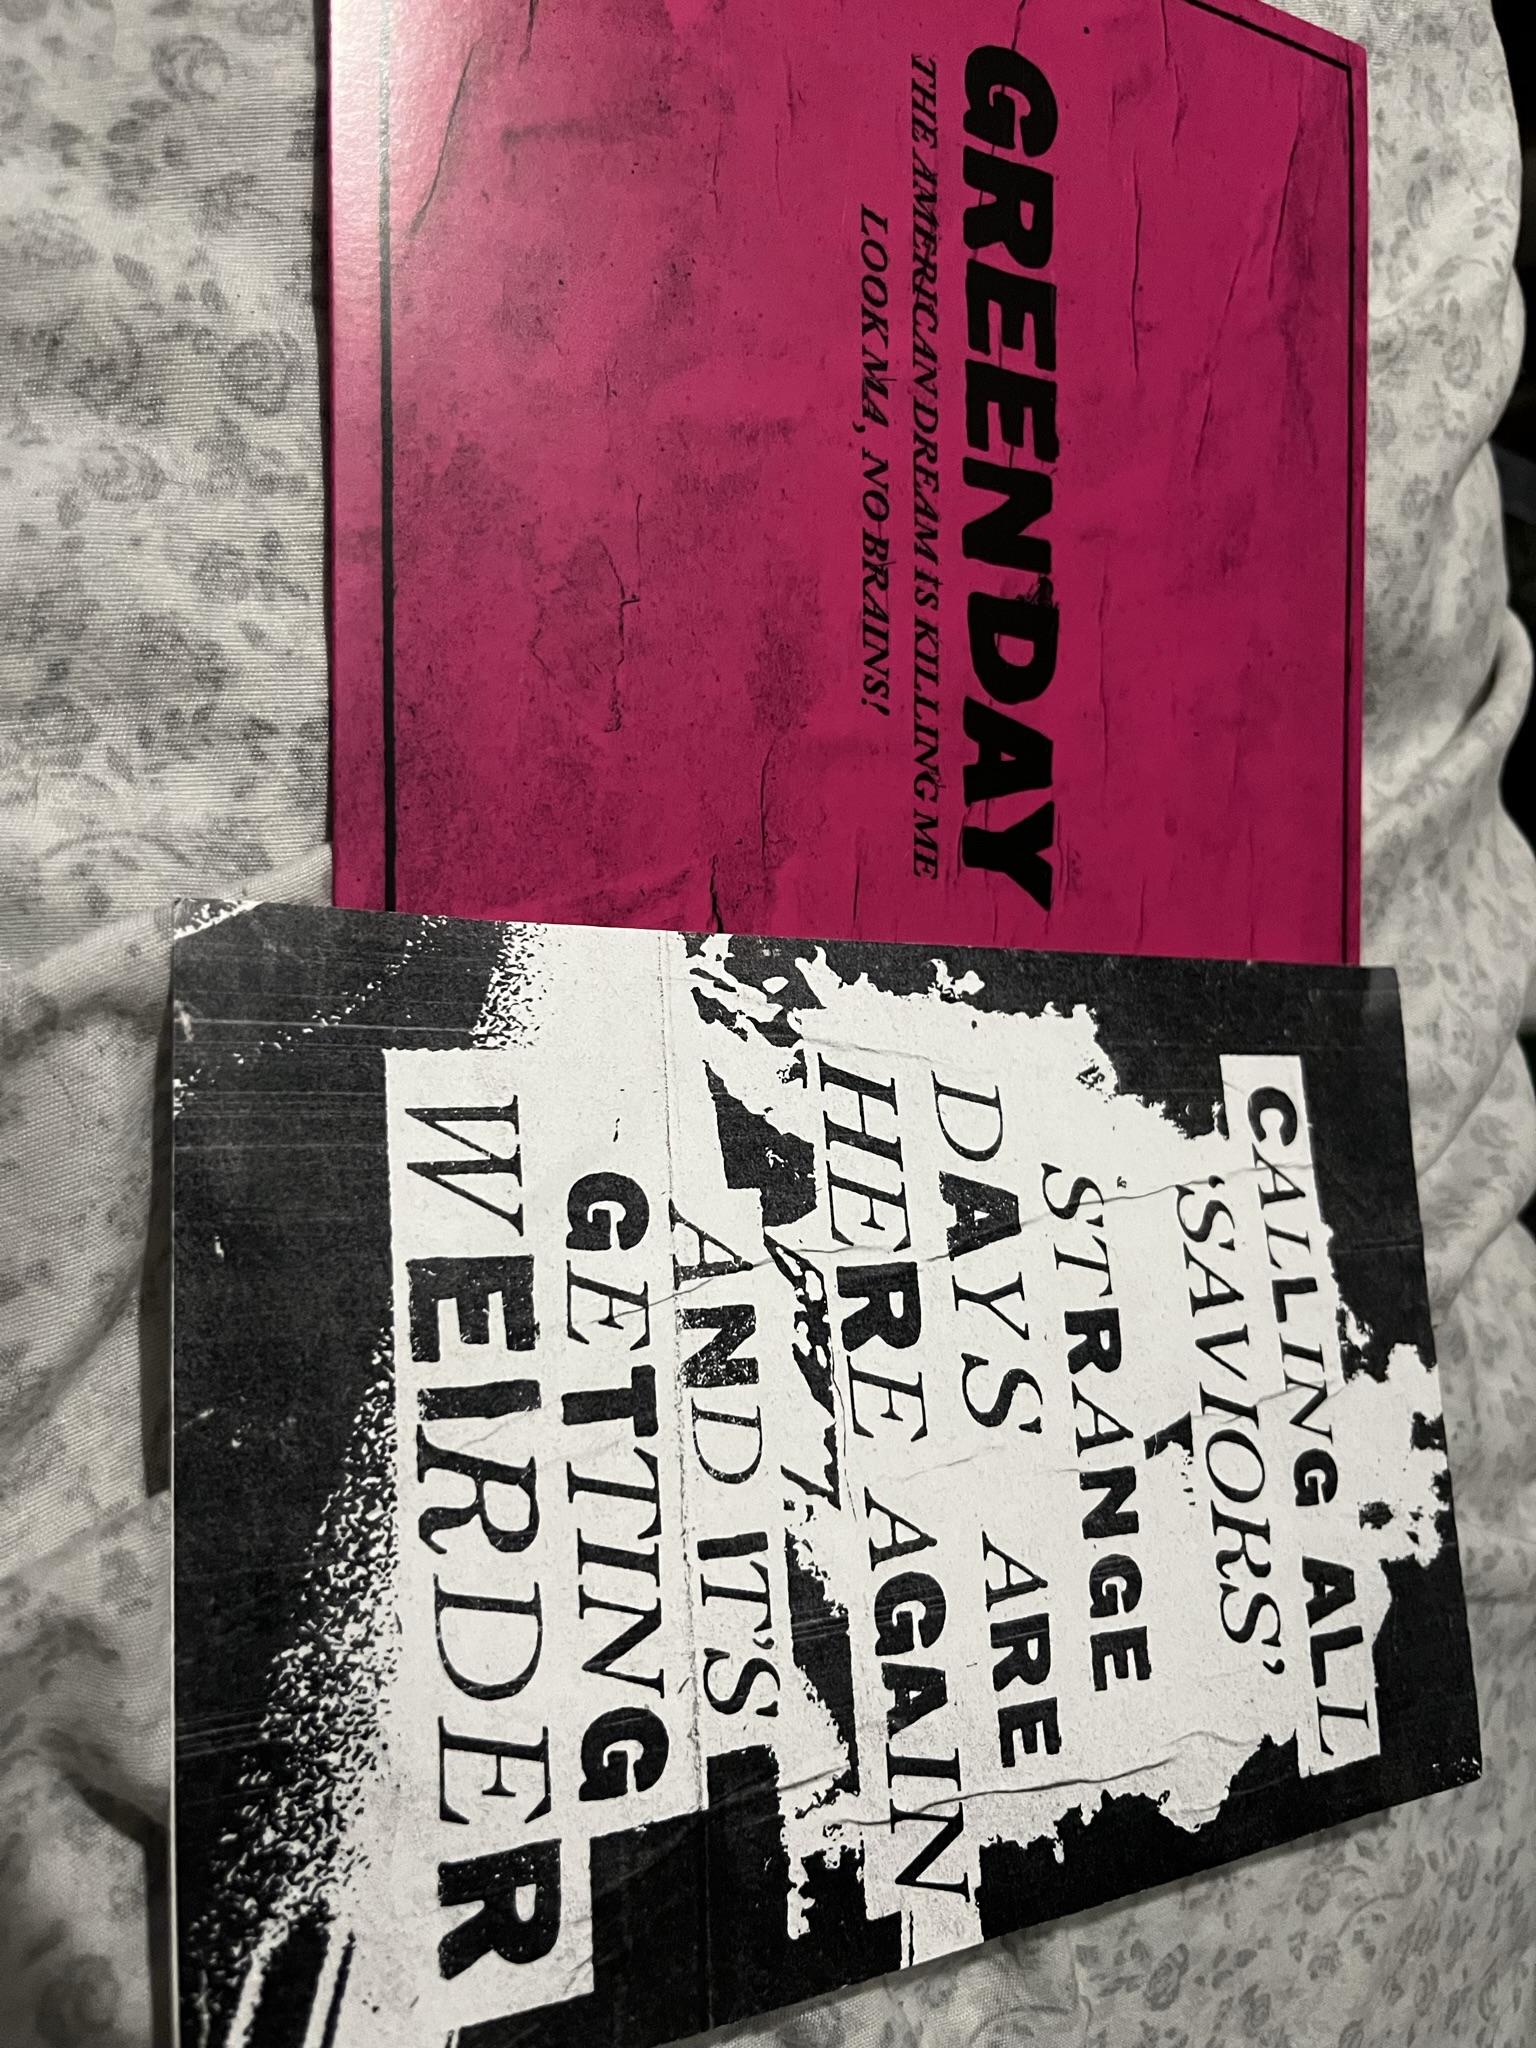 GREEN DAY
THE AMERICAN DREAM IS KILLING ME
LOOK MA, NO BRAINS!
CALLING ALL
'SAVIORS'
STRANGE
DAYS ARE
HERE AGAIN
AND IT'S
GETTING
WEIRDER